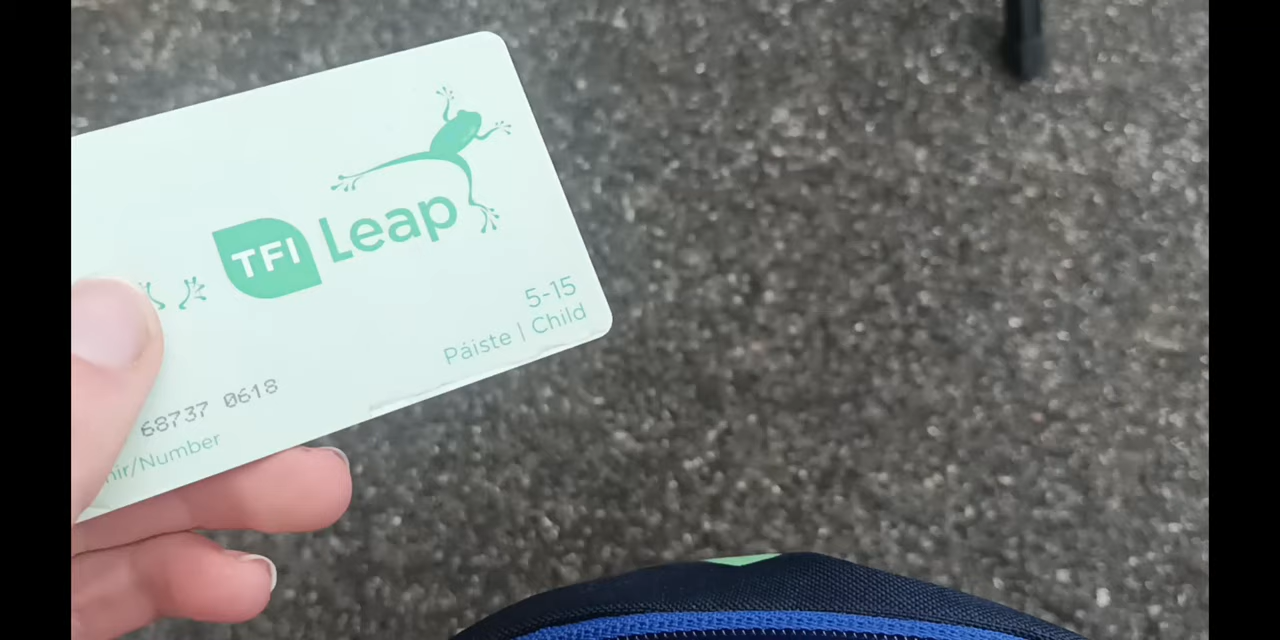 TFI Leap
5-15
Páiste | Child
68737 0618
/Number